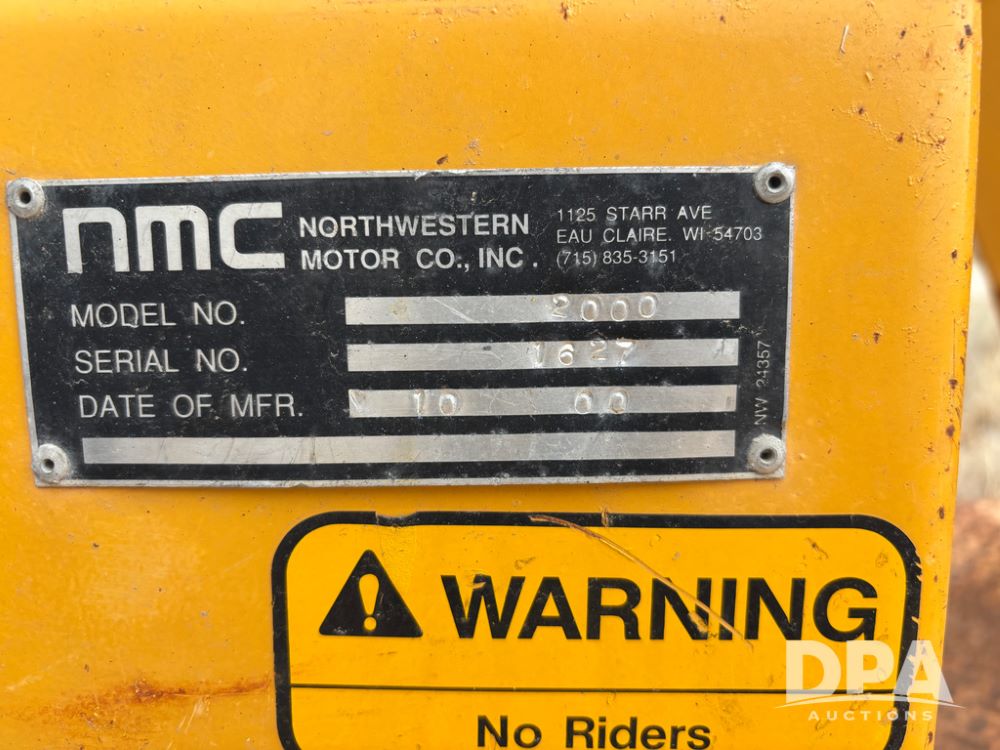 nmc NORTHWESTERN MOTOR CO., INC.
1125 STARR AVE
EAU CLAIRE. WI 54703
(715) 835-3151
MODEL NO. 2000
SERIAL NO. 1627
DATE OF MFR. 10 00
NW 21357
WARNING
No Riders
DPA
AUCTIONS